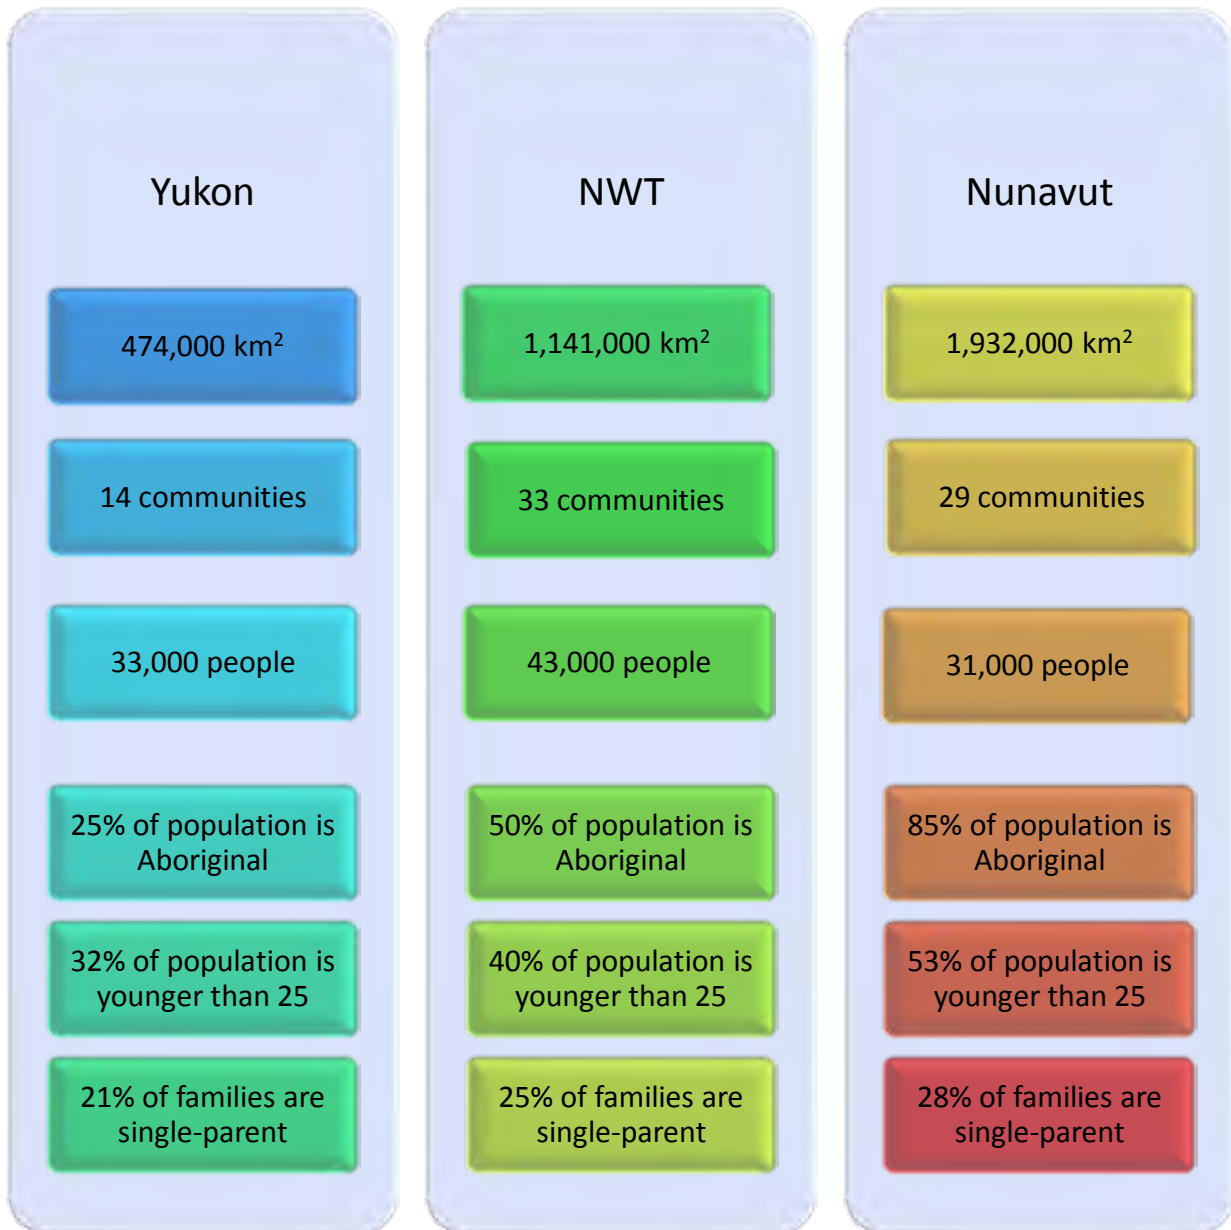 Yukon
474,000 km²
14 communities
33,000 people
25% of population is
Aboriginal
32% of population is
younger than 25
21% of families are
single-parent
NWT
1,141,000 km²
33 communities
43,000 people
50% of population is
Aboriginal
40% of population is
younger than 25
25% of families are
single-parent
Nunavut
1,932,000 km²
29 communities
31,000 people
85% of population is
Aboriginal
53% of population is
younger than 25
28% of families are
single-parent